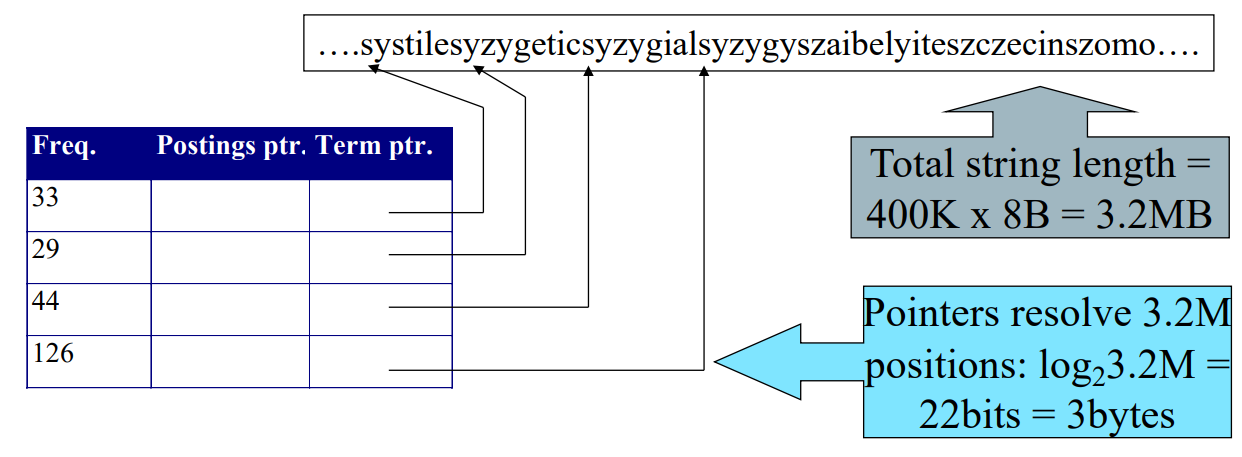 ….systilesyzygeticsyzygialsyzygyszaibelyiteszczecinszomo….
Freq. Postings ptr. Term ptr.
33
29
44
126
Total string length =
400K x 8B = 3.2MB
Pointers resolve 3.2M
positions: log₂3.2M =
22bits = 3bytes